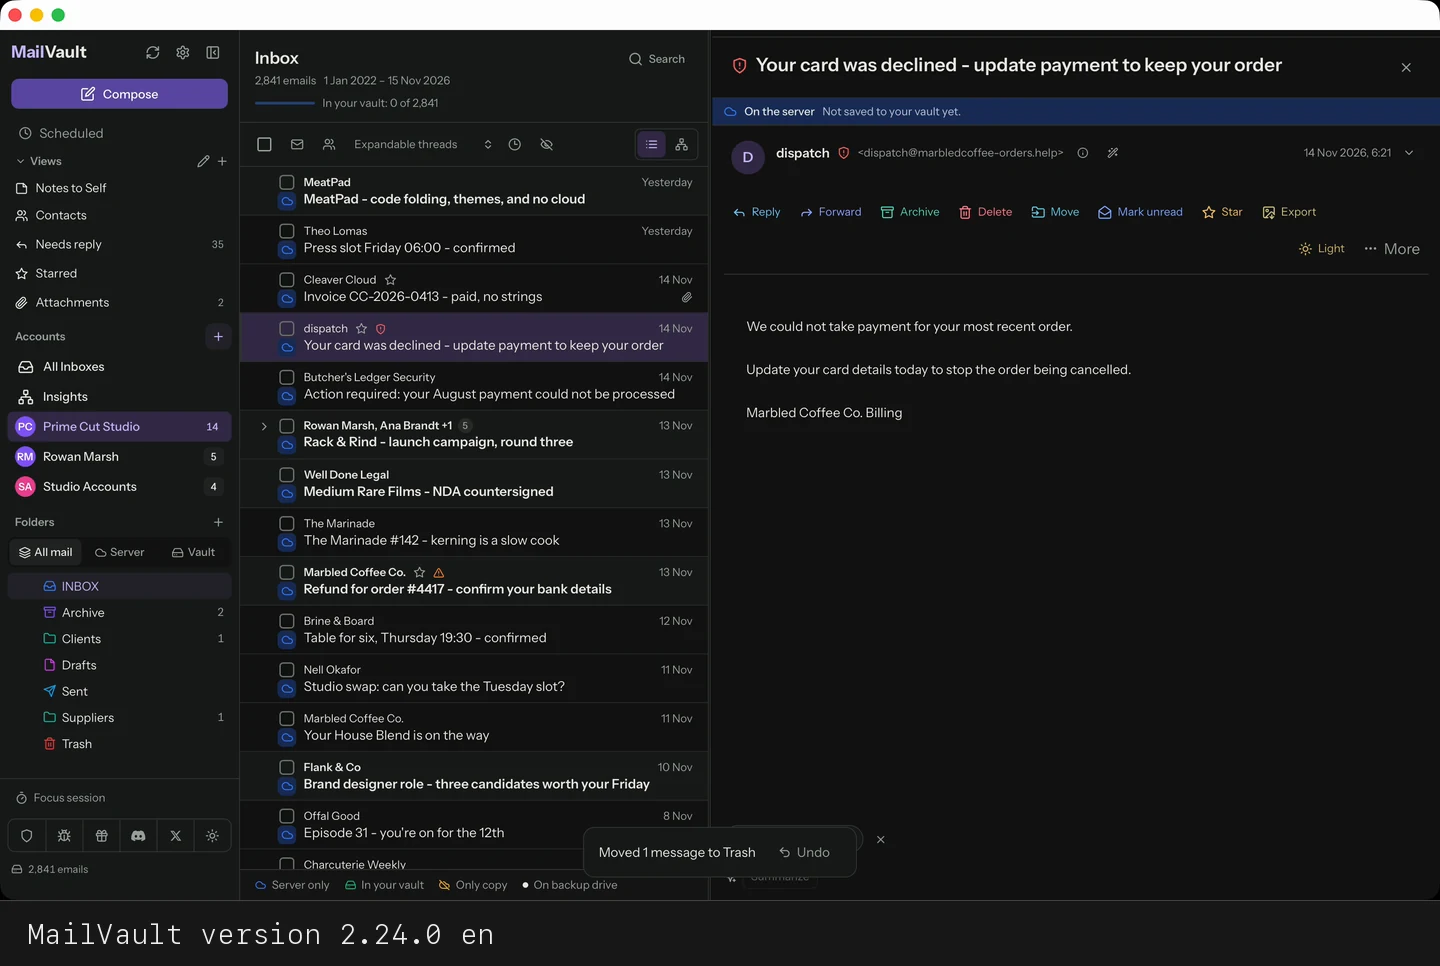 MailVault
Compose
Scheduled
Views
Notes to Self
Contacts
Needs reply 35
Starred
Attachments 2
Accounts
All Inboxes
Insights
PC Prime Cut Studio 14
RM Rowan Marsh 5
SA Studio Accounts 4
Folders
All mail Server Vault
INBOX
Archive 2
Clients 1
Drafts
Sent
Suppliers 1
Trash
Focus session
2,841 emails
Inbox
Search
2,841 emails 1 Jan 2022 – 15 Nov 2026
In your vault: 0 of 2,841
Expandable threads
MeatPad Yesterday
MeatPad - code folding, themes, and no cloud
Theo Lomas Yesterday
Press slot Friday 06:00 - confirmed
Cleaver Cloud 14 Nov
Invoice CC-2026-0413 - paid, no strings
dispatch 14 Nov
Your card was declined - update payment to keep your order
Butcher's Ledger Security 14 Nov
Action required: your August payment could not be processed
Rowan Marsh, Ana Brandt +1 5 13 Nov
Rack & Rind - launch campaign, round three
Well Done Legal 13 Nov
Medium Rare Films - NDA countersigned
The Marinade 13 Nov
The Marinade #142 - kerning is a slow cook
Marbled Coffee Co. 13 Nov
Refund for order #4417 - confirm your bank details
Brine & Board 12 Nov
Table for six, Thursday 19:30 - confirmed
Nell Okafor 11 Nov
Studio swap: can you take the Tuesday slot?
Marbled Coffee Co. 11 Nov
Your House Blend is on the way
Flank & Co 10 Nov
Brand designer role - three candidates worth your Friday
Offal Good 8 Nov
Episode 31 - you're on for the 12th
Charcuterie Weekly
Server only In your vault Only copy On backup drive
Your card was declined - update payment to keep your order
On the server Not saved to your vault yet.
D dispatch <dispatch@marbledcoffee-orders.help> 14 Nov 2026, 6:21
Reply Forward Archive Delete Move Mark unread Star Export
Light More
We could not take payment for your most recent order.
Update your card details today to stop the order being cancelled.
Marbled Coffee Co. Billing
Moved 1 message to Trash Undo
Summarize
MailVault version 2.24.0 en